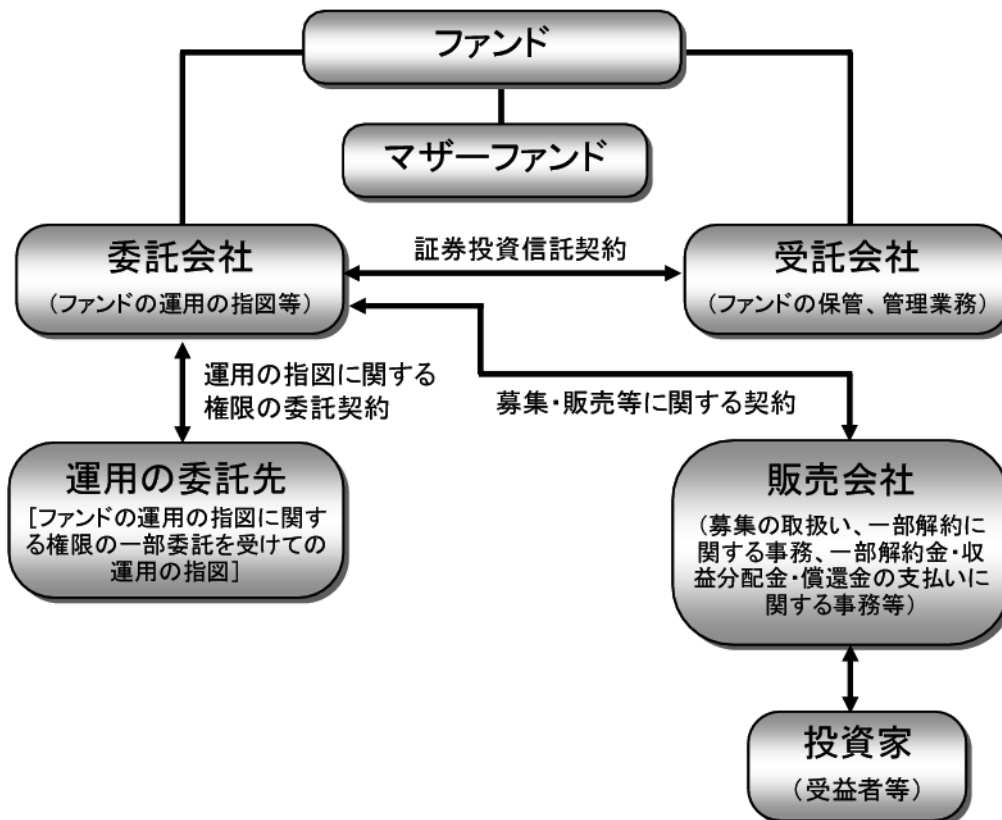 ファンド
マザーファンド
委託会社
（ファンドの運用の指図等）
証券投資信託契約
受託会社
（ファンドの保管、管理業務）
運用の指図に関する
権限の委託契約
募集・販売等に関する契約
運用の委託先
［ファンドの運用の指図に関す
る権限の一部委託を受けての
運用の指図］
販売会社
（募集の取扱い、一部解約に
関する事務、一部解約金・収
益分配金・償還金の支払いに
関する事務等）
投資家
（受益者等）